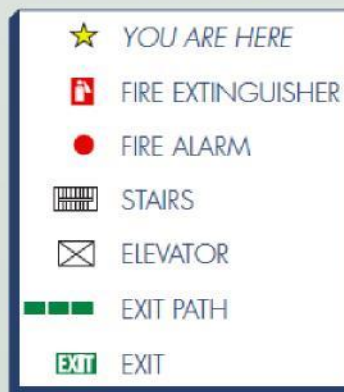 YOU ARE HERE
FIRE EXTINGUISHER
FIRE ALARM
STAIRS
ELEVATOR
EXIT PATH
EXIT EXIT